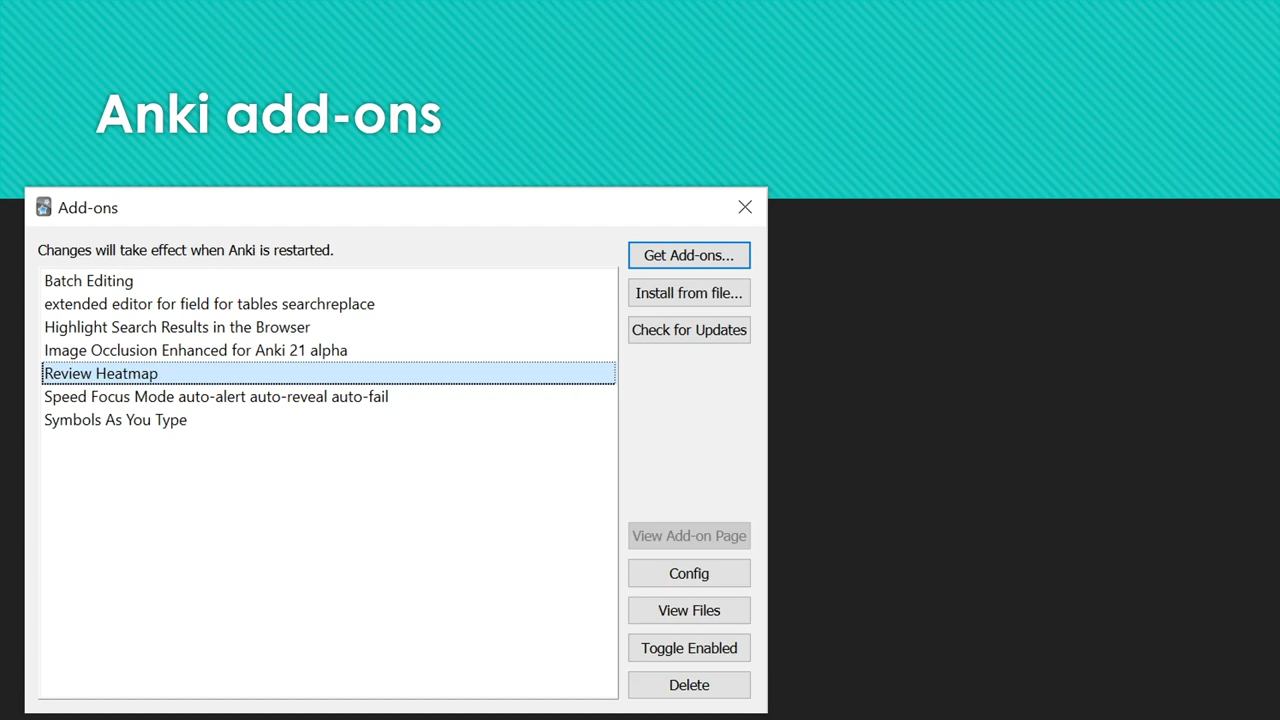 Anki add-ons
Add-ons
Changes will take effect when Anki is restarted.
Batch Editing
extended editor for field for tables searchreplace
Highlight Search Results in the Browser
Image Occlusion Enhanced for Anki 21 alpha
Review Heatmap
Speed Focus Mode auto-alert auto-reveal auto-fail
Symbols As You Type
Get Add-ons...
Install from file...
Check for Updates
View Add-on Page
Config
View Files
Toggle Enabled
Delete